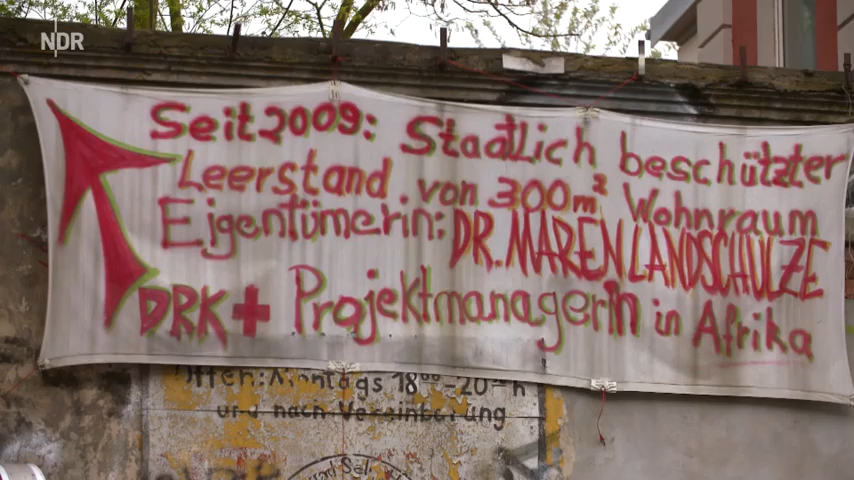 NDR
Seit 2009: Staatlich beschützter
Leerstand von 300m² Wohnraum
Eigentümerin: DR. MAREN LANDSCHULZE
DRK + Projektmanagerin in Afrika
Offen: Montags 18⁰⁰-20⁰⁰h
und nach Vereinbarung